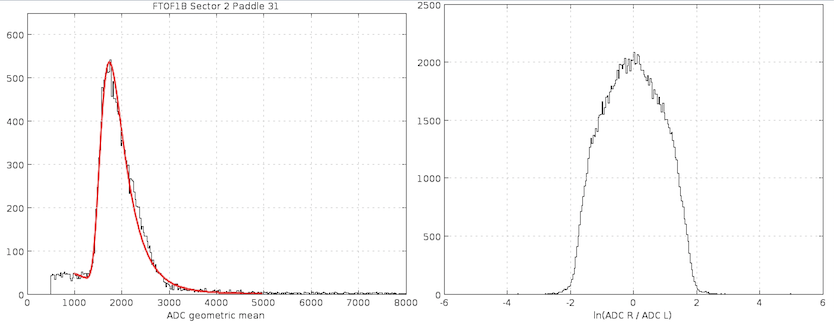 FTOF1B Sector 2 Paddle 31
600
500
400
300
200
100
0
0 1000 2000 3000 4000 5000 6000 7000 8000
ADC geometric mean
2500
2000
1500
1000
500
0
-6 -4 -2 0 2 4 6
ln(ADC R / ADC L)